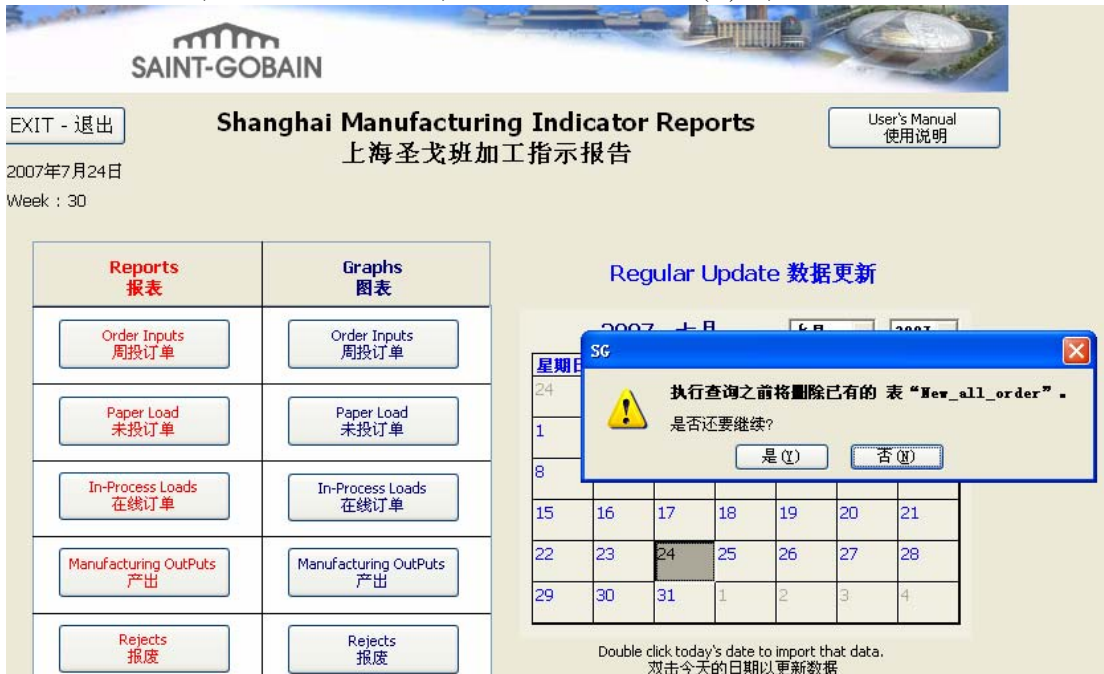 SAINT-GOBAIN
EXIT - 退出
Shanghai Manufacturing Indicator Reports
上海圣戈班加工指示报告
User's Manual
使用说明
2007年7月24日
Week : 30
Reports
报表
Graphs
图表
Order Inputs
周投订单
Order Inputs
周投订单
Paper Load
未投订单
Paper Load
未投订单
In-Process Loads
在线订单
In-Process Loads
在线订单
Manufacturing OutPuts
产出
Manufacturing OutPuts
产出
Rejects
报废
Rejects
报废
Regular Update 数据更新
SG
执行查询之前将删除已有的 表“New_all_order”。
是否还要继续?
是(Y) 否(N)
星期日
24
1
8
15 16 17 18 19 20 21
22 23 24 25 26 27 28
29 30 31 1 2 3 4
Double click today's date to import that data.
双击今天的日期以更新数据